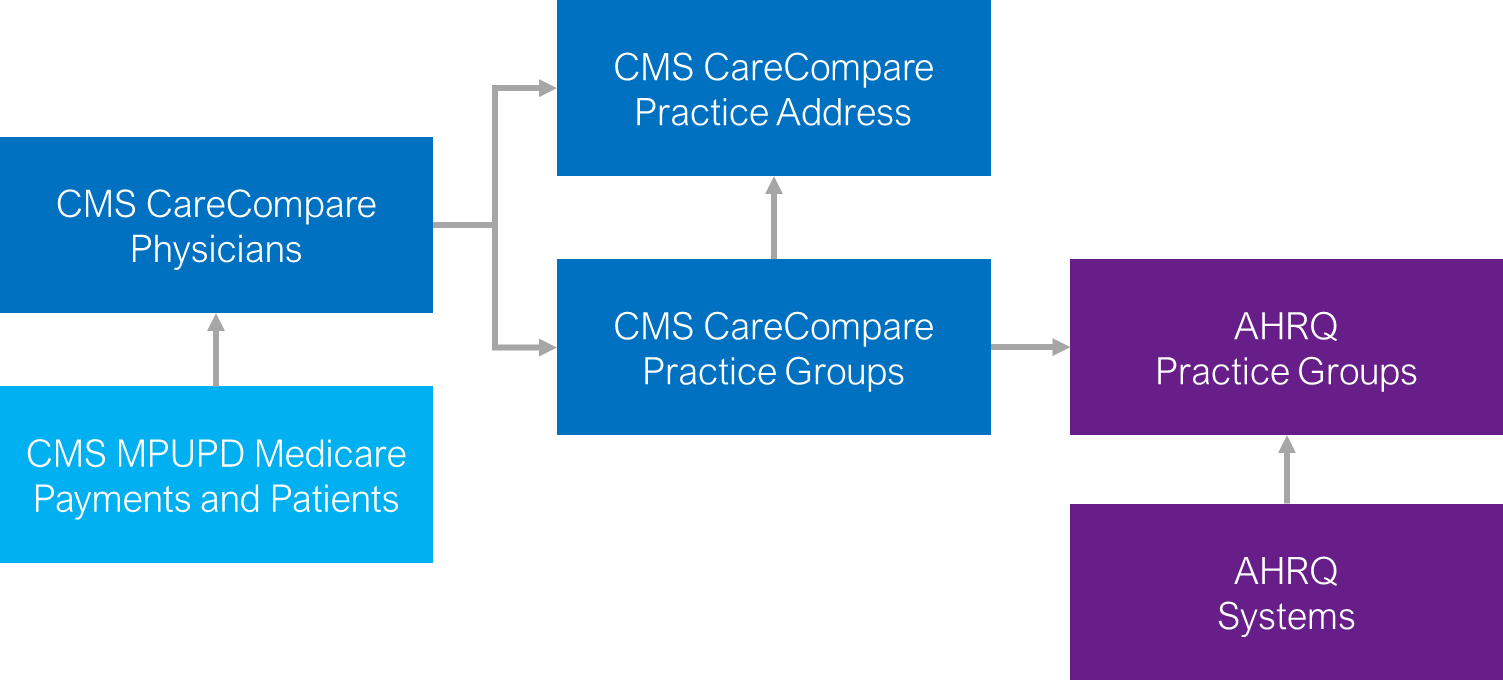 CMS CareCompare
Practice Address
CMS CareCompare
Physicians
CMS CareCompare
Practice Groups
AHRQ
Practice Groups
CMS MPUPD Medicare
Payments and Patients
AHRQ
Systems